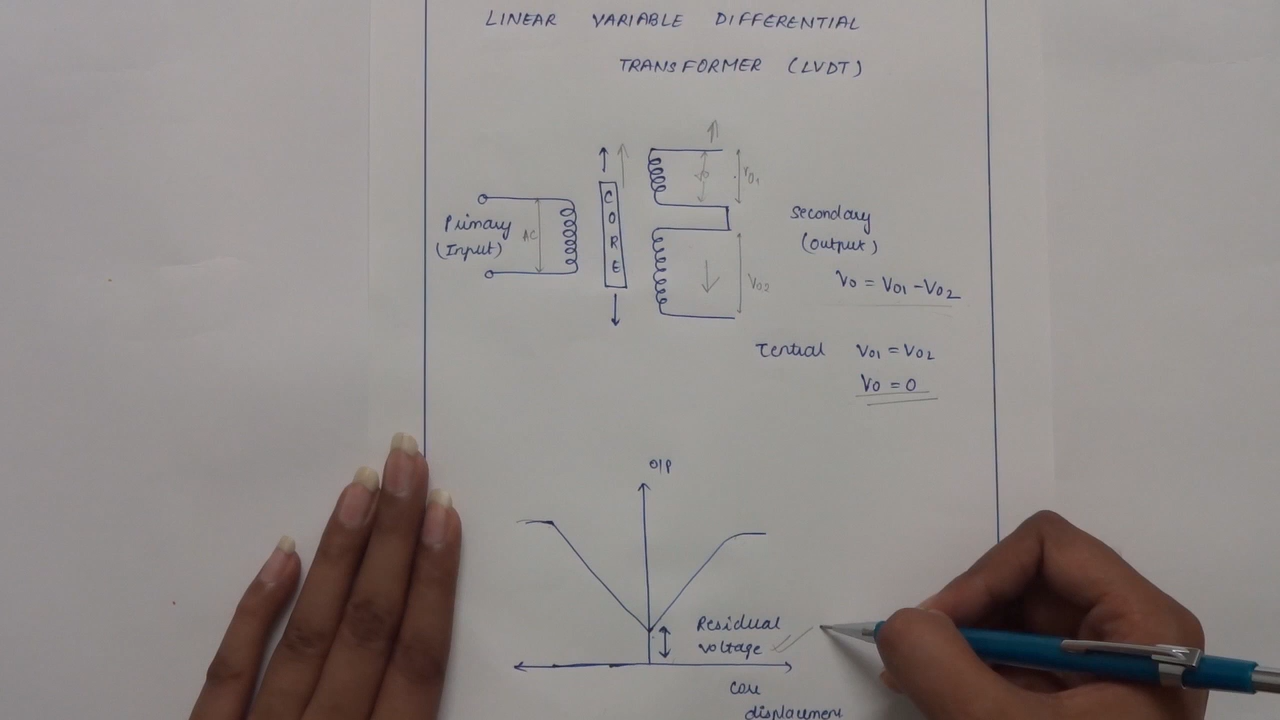 LINEAR VARIABLE DIFFERENTIAL
TRANSFORMER (LVDT)
Primary
(Input)
AC
CORE
VO1
VO2
Secondary
(Output)
VO = VO1 - VO2
VO1 = VO2
VO = 0
O/P
Residual
voltage
Core
displacement